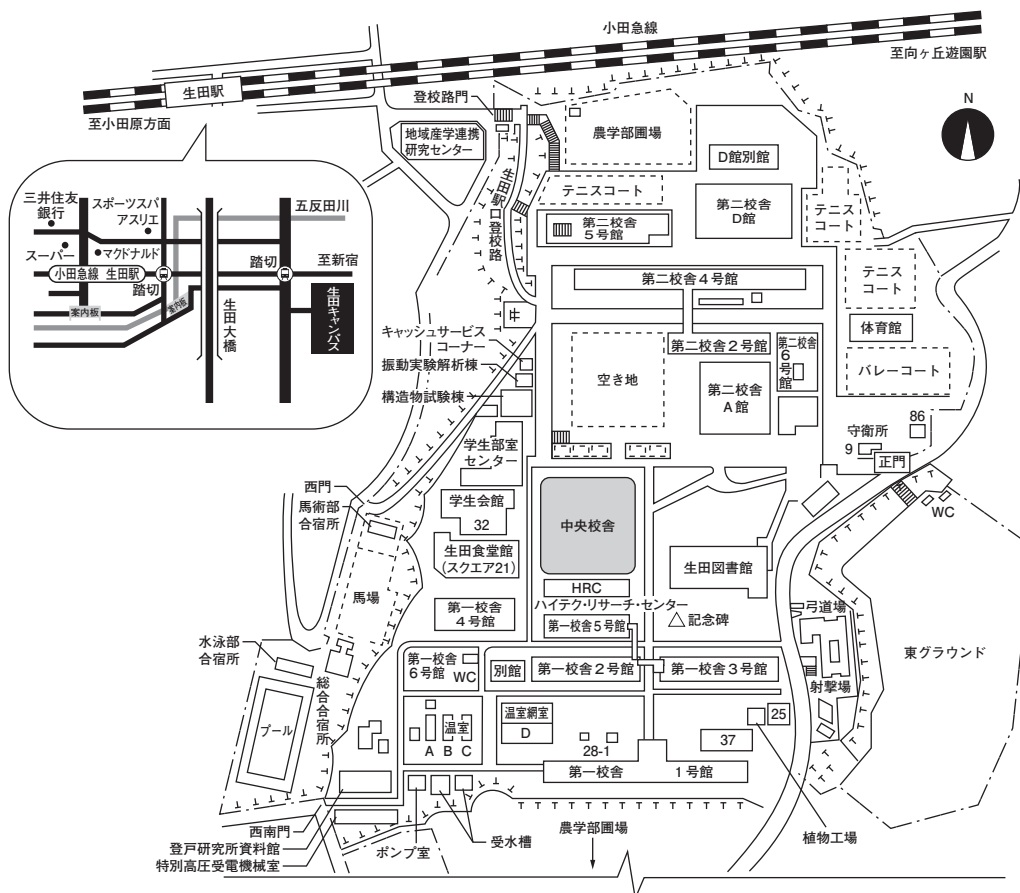 小田急線
至向ヶ丘遊園駅
生田駅
至小田原方面
登校路門
地域産学連携
研究センター
生田駅口登校路
農学部圃場
D館別館
N
テニスコート
第二校舎
D館
テニス
コート
第二校舎
5号館
テニス
コート
三井住友
銀行
スポーツスパ
アスリエ
五反田川
スーパー
マクドナルド
踏切
至新宿
小田急線 生田駅
踏切
案内板
案内板
生田大橋
生田キャンパス
第二校舎4号館
体育館
井
キャッシュサービス
コーナー
振動実験解析棟
構造物試験棟
空き地
第二校舎2号館
第二校舎
6号館
第二校舎
A館
バレーコート
守衛所
86
9
正門
WC
学生部室
センター
西門
馬術部
合宿所
学生会館
32
生田食堂館
(スクエア21)
中央校舎
生田図書館
HRC
ハイテク・リサーチ・センター
記念碑
馬場
第一校舎
4号館
第一校舎5号館
弓道場
東グラウンド
水泳部
合宿所
総合合宿所
第一校舎
6号館
WC
別館
第一校舎2号館
第一校舎3号館
射撃場
プール
温室
A B C
温室網室
D
28-1
37
25
第一校舎 1号館
西南門
登戸研究所資料館
特別高圧受電機械室
ポンプ室
受水槽
農学部圃場
植物工場